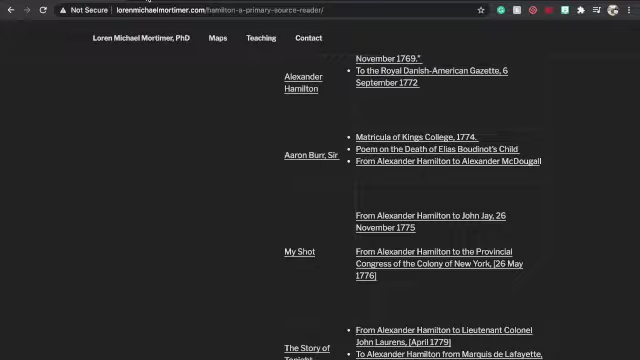 Not Secure | lorenmichaelmortimer.com/hamilton-a-primary-source-reader/
Loren Michael Mortimer, PhD Maps Teaching Contact
November 1769."
Alexander
Hamilton
• To the Royal Danish-American Gazette, 6
September 1772
Aaron Burr, Sir
• Matricula of Kings College, 1774.
• Poem on the Death of Elias Boudinot's Child
• From Alexander Hamilton to Alexander McDougall
My Shot
From Alexander Hamilton to John Jay, 26
November 1775
From Alexander Hamilton to the Provincial
Congress of the Colony of New York, [26 May
1776]
The Story of
Tonight
• From Alexander Hamilton to Lieutenant Colonel
John Laurens, [April 1779]
• To Alexander Hamilton from Marquis de Lafayette,